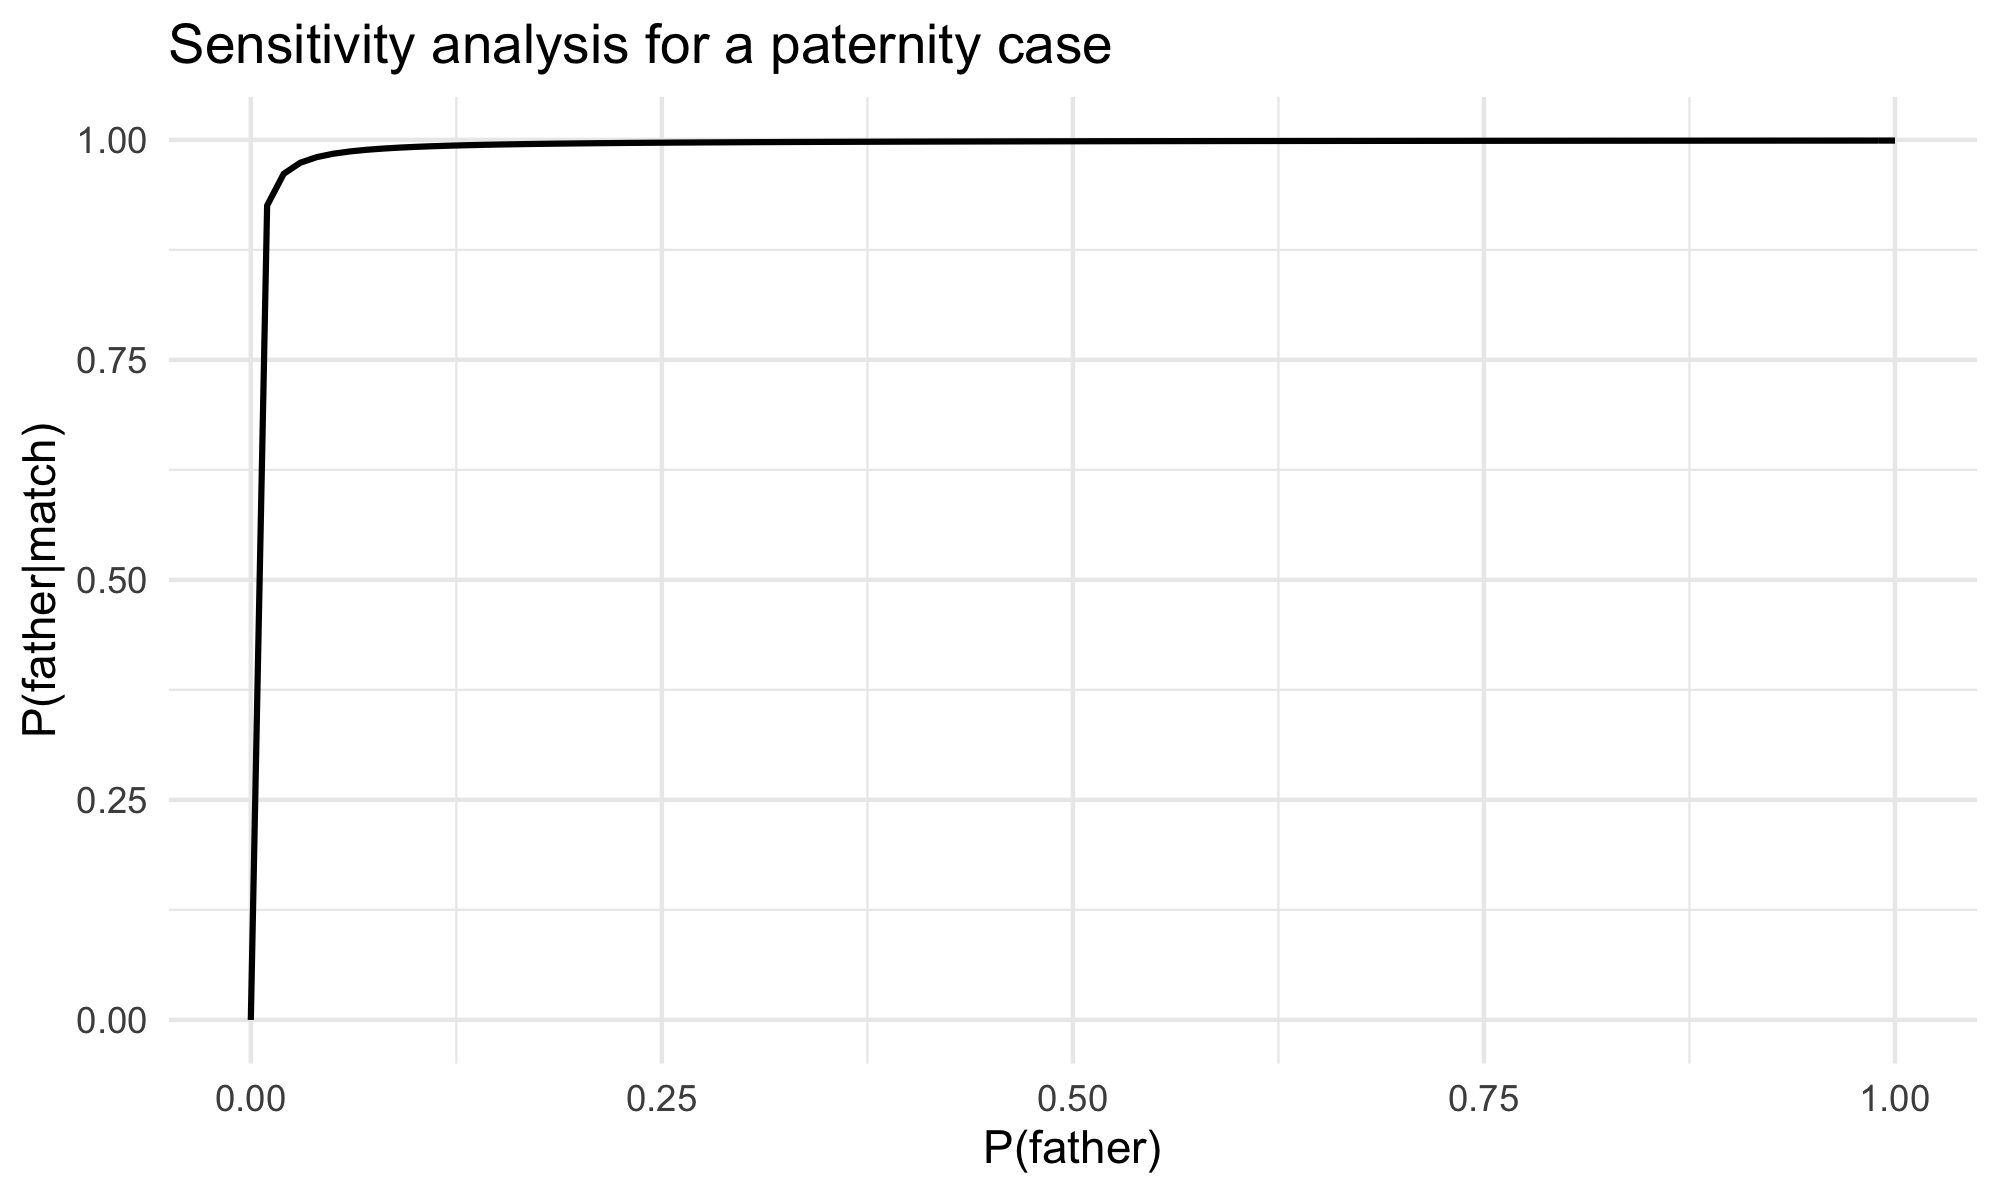 Sensitivity analysis for a paternity case
P(father|match)
1.00
0.75
0.50
0.25
0.00
0.00 0.25 0.50 0.75 1.00
P(father)